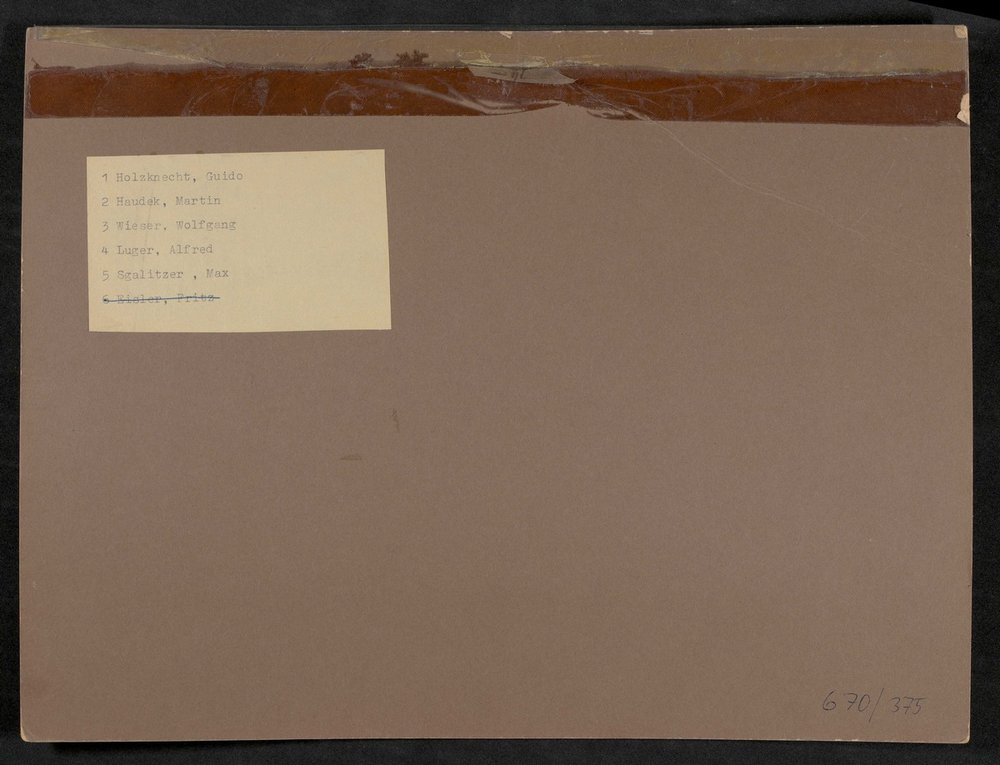 1 Holzknecht, Guido
2 Haudek, Martin
3 Wieser, Wolfgang
4 Luger, Alfred
5 Sgalitzer , Max
6 Eisler, Fritz
670/375